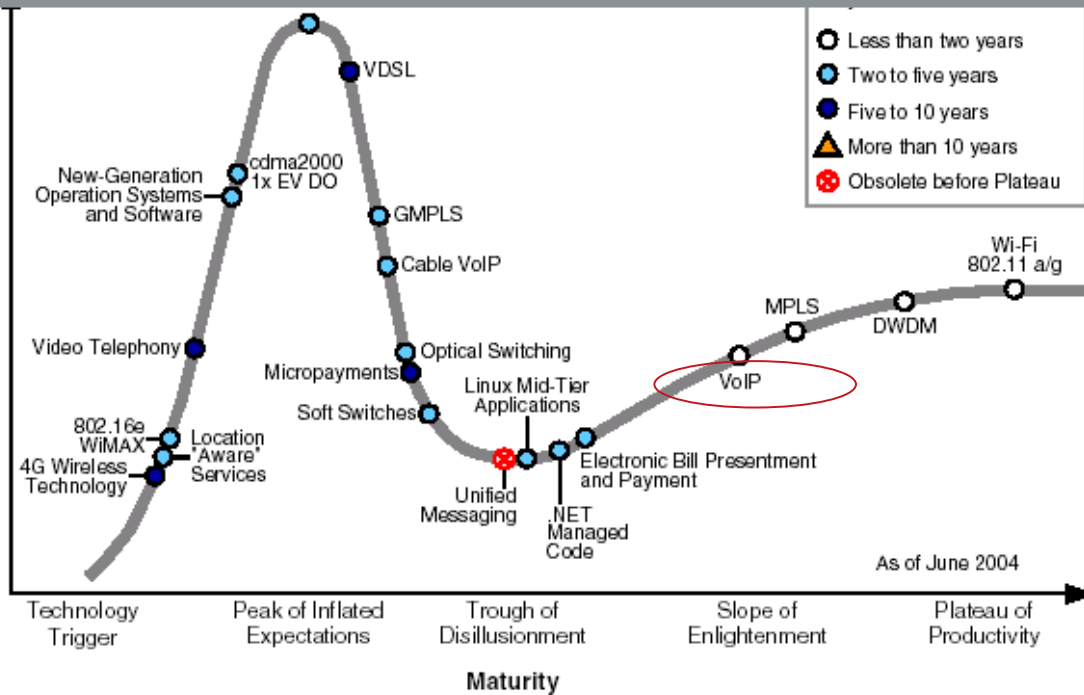 Less than two years
Two to five years
Five to 10 years
More than 10 years
Obsolete before Plateau
VDSL
cdma2000
1x EV DO
New-Generation
Operation Systems
and Software
GMPLS
Cable VoIP
Wi-Fi
802.11 a/g
MPLS
DWDM
VoIP
Video Telephony
Optical Switching
Micropayments
Linux Mid-Tier
Applications
Soft Switches
802.16e
WiMAX
Location
"Aware"
Services
4G Wireless
Technology
Electronic Bill Presentment
and Payment
Unified
Messaging
.NET
Managed
Code
As of June 2004
Technology
Trigger
Peak of Inflated
Expectations
Trough of
Disillusionment
Slope of
Enlightenment
Plateau of
Productivity
Maturity